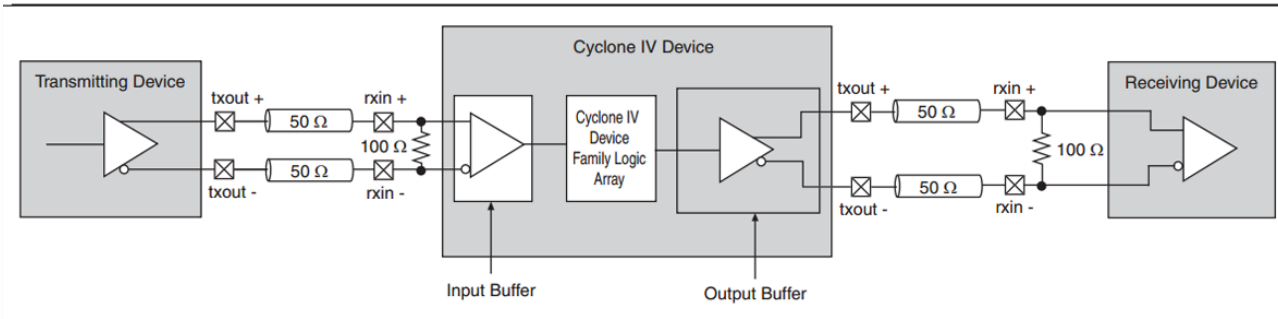 Cyclone IV Device
Transmitting Device
Receiving Device
txout +
rxin +
50 Ω
100 Ω
50 Ω
txout -
rxin -
Cyclone IV
Device
Family Logic
Array
txout +
rxin +
50 Ω
100 Ω
50 Ω
txout -
rxin -
Input Buffer
Output Buffer